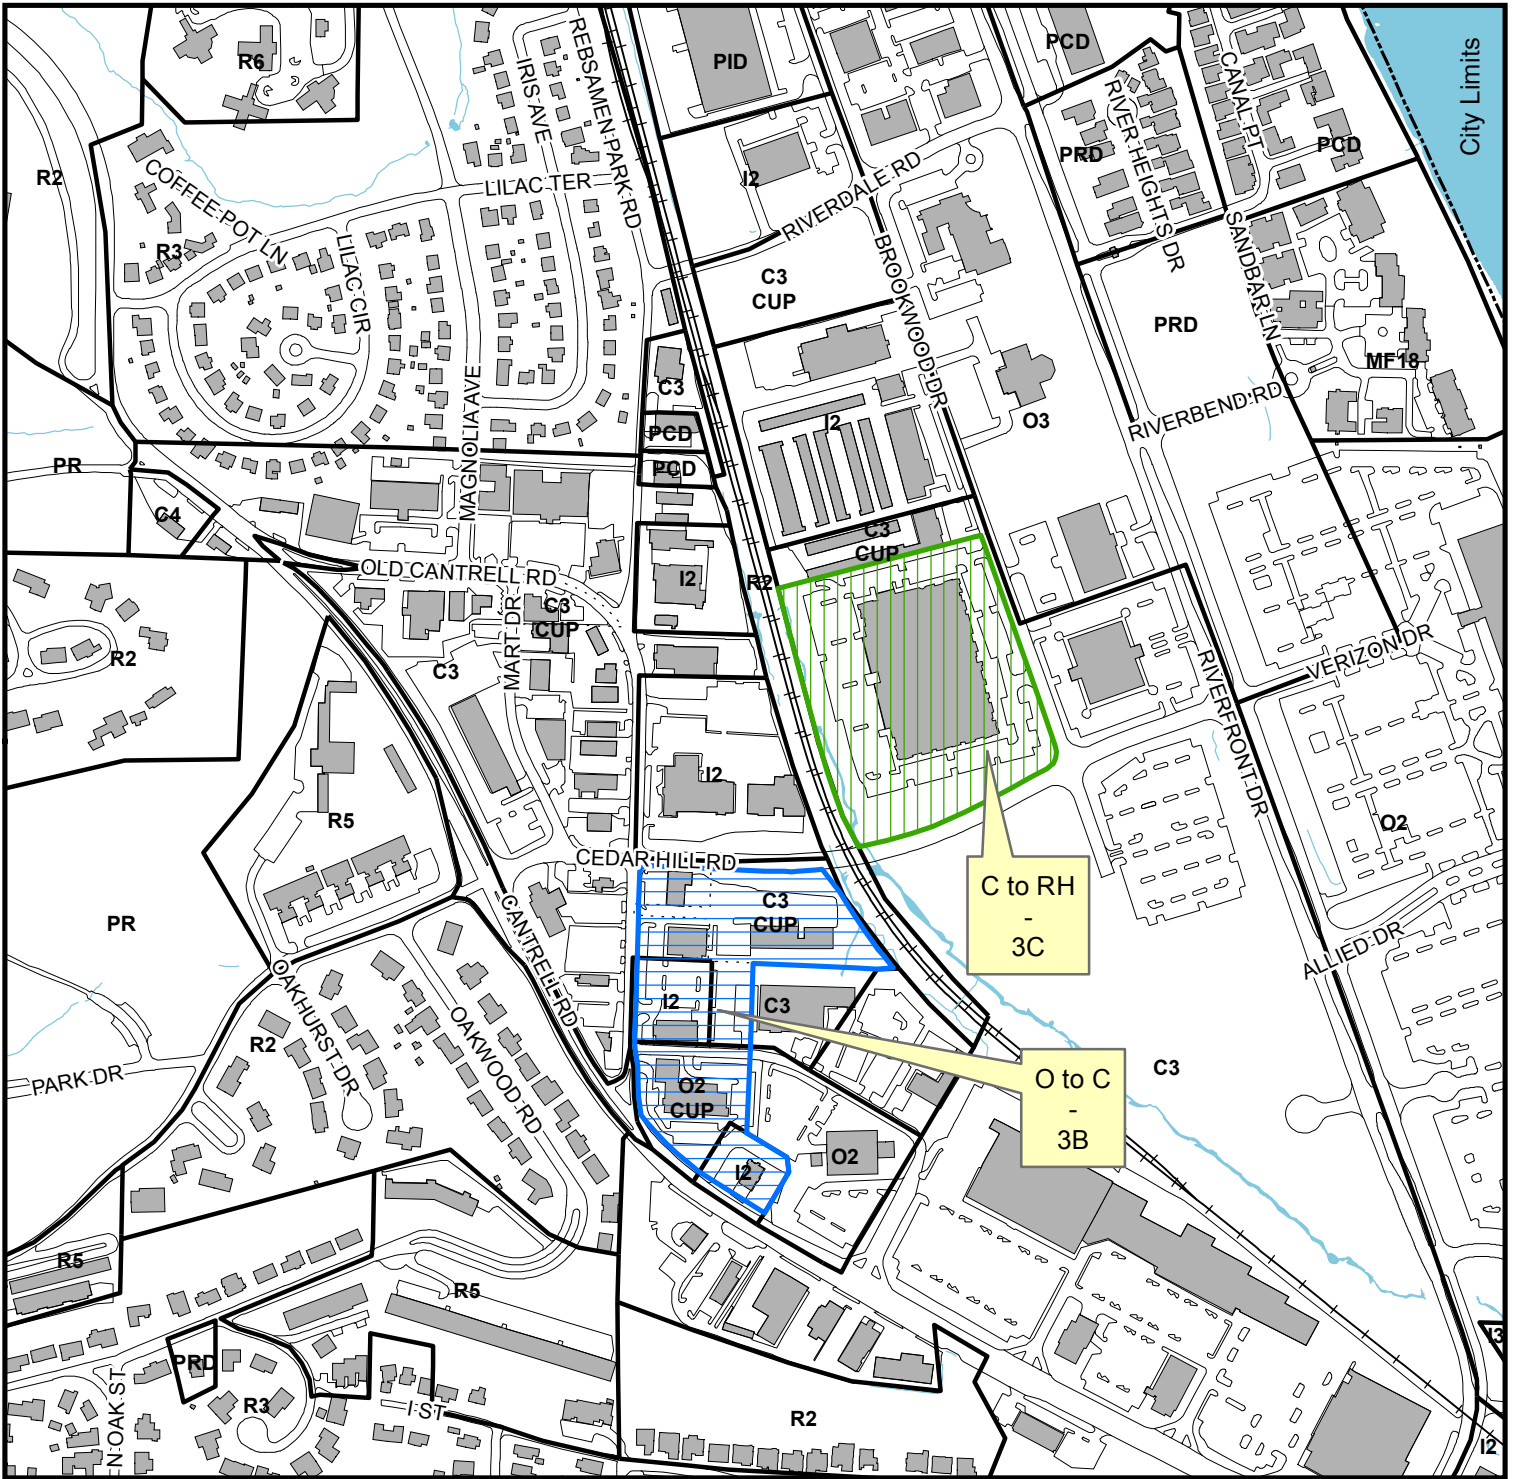 R6
PID
PCD
City Limits
REBSAMEN PARK RD
IRIS AVE
CANAL PT
RIVER HEIGHTS DR
PCD
PRD
R2
COFFEE POT LN
LILAC TER
I2
RIVERDALE RD
R3
LILAC CIR
SANDBAR LN
BROOKWOOD DR
C3
CUP
PRD
MF18
MAGNOLIA AVE
C3
PCD
PCD
I2
O3
RIVERBEND RD
PR
C4
C3
CUP
OLD CANTRELL RD
I2
R2
C3
CUP
MART DR
R2
C3
VERIZON DR
RIVERFRONT DR
I2
R5
O2
CEDAR HILL RD
C to RH
-
3C
C3
CUP
PR
CANTRELL RD
ALLIED DR
OAKHURST DR
OAKWOOD RD
I2
C3
R2
PARK DR
O2
CUP
O to C
-
3B
C3
O2
I2
R5
R5
PRD
I3
R3
N OAK ST
I ST
R2
I2